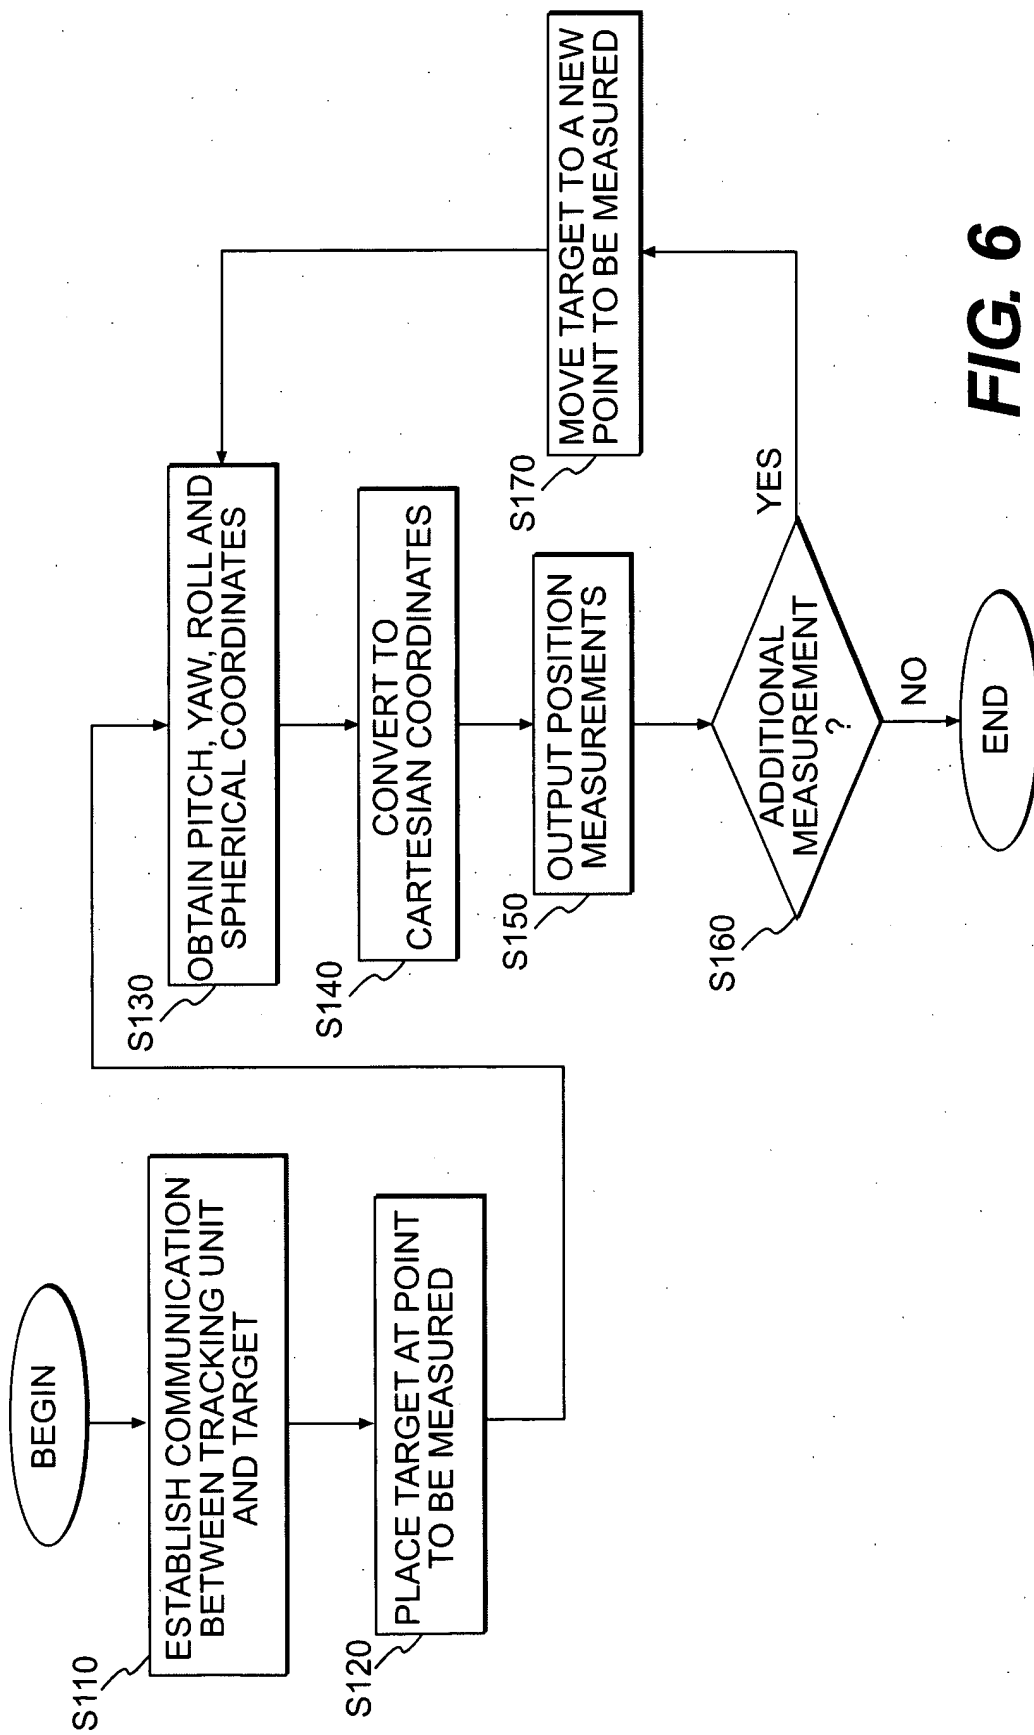 BEGIN
S110
ESTABLISH COMMUNICATION
BETWEEN TRACKING UNIT
AND TARGET
S120
PLACE TARGET AT POINT
TO BE MEASURED
S130
OBTAIN PITCH, YAW, ROLL AND
SPHERICAL COORDINATES
S140
CONVERT TO
CARTESIAN COORDINATES
S150
OUTPUT POSITION
MEASUREMENTS
S160
ADDITIONAL
MEASUREMENT
?
YES
NO
S170
MOVE TARGET TO A NEW
POINT TO BE MEASURED
END
FIG. 6